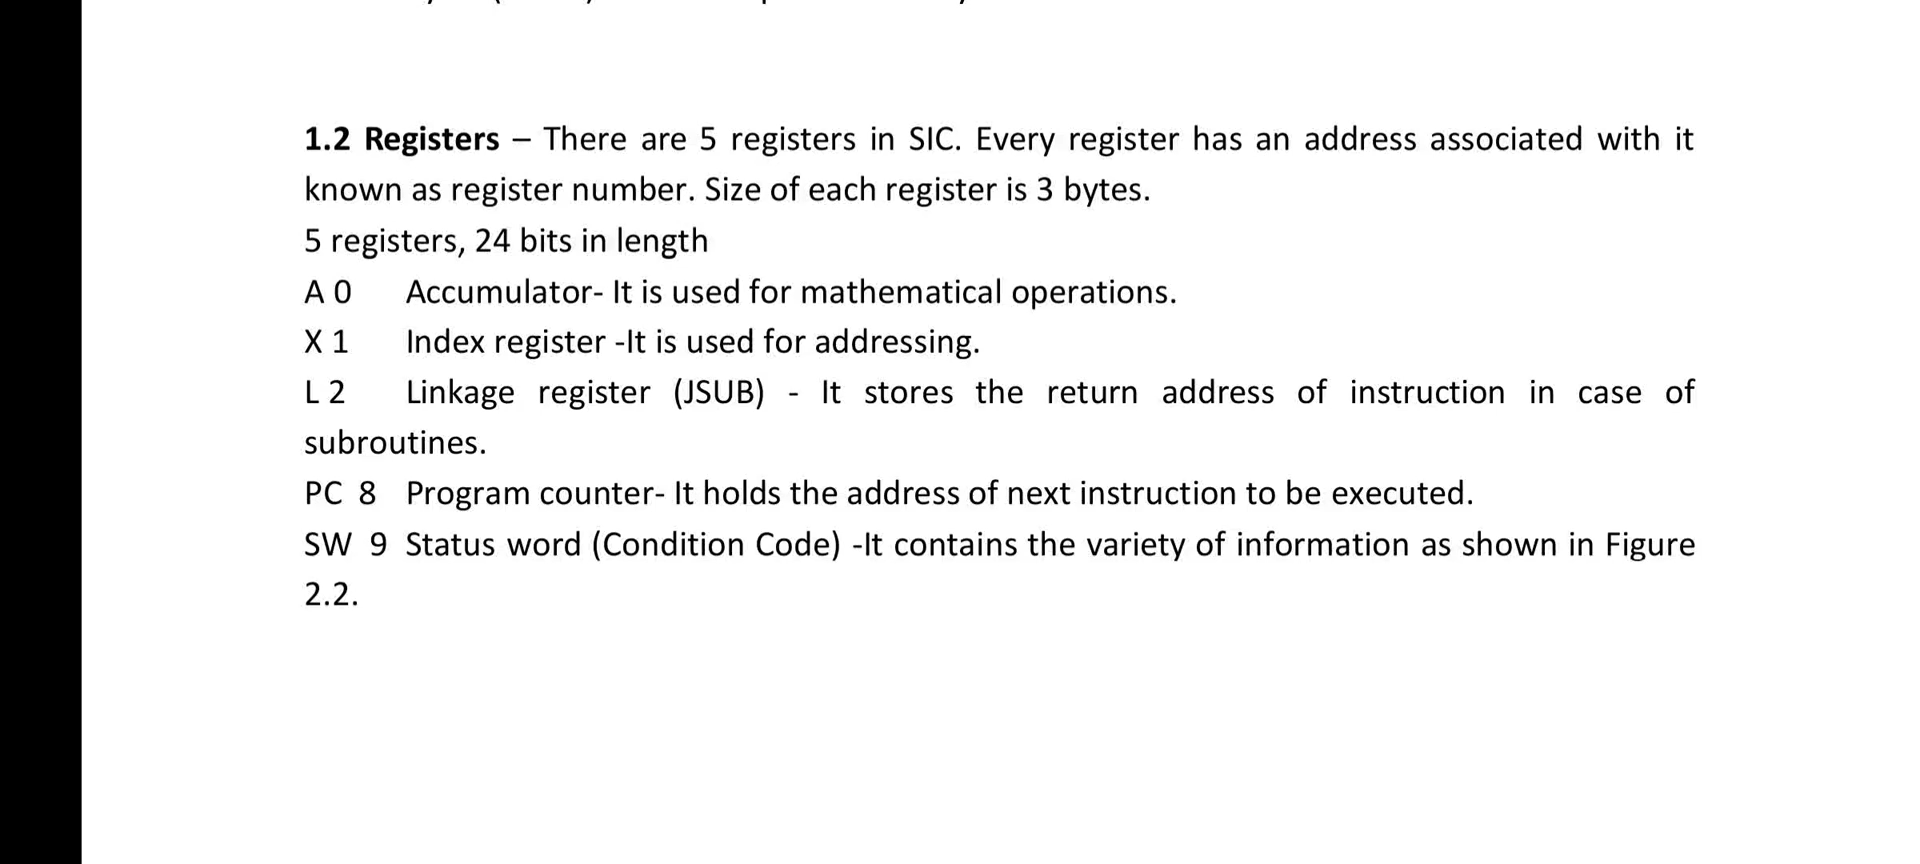 1.2 Registers – There are 5 registers in SIC. Every register has an address associated with it
known as register number. Size of each register is 3 bytes.
5 registers, 24 bits in length
A 0 Accumulator- It is used for mathematical operations.
X 1 Index register -It is used for addressing.
L 2 Linkage register (JSUB) - It stores the return address of instruction in case of
subroutines.
PC 8 Program counter- It holds the address of next instruction to be executed.
SW 9 Status word (Condition Code) -It contains the variety of information as shown in Figure
2.2.